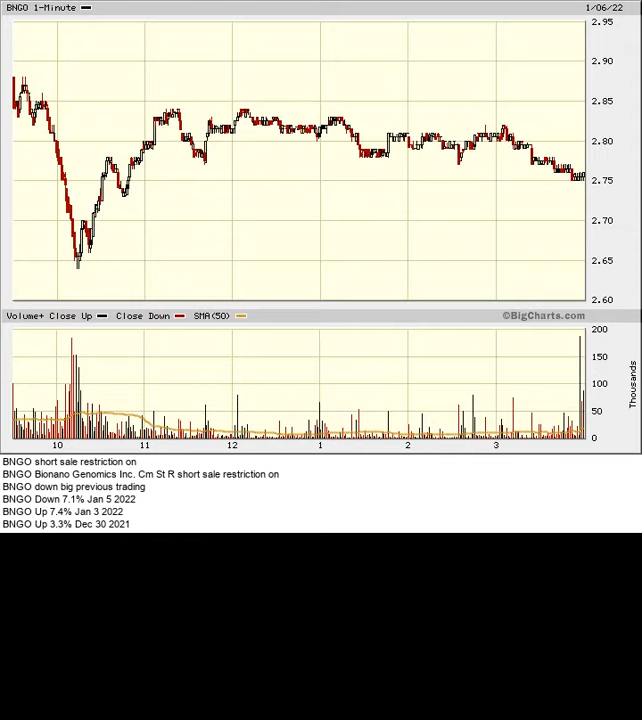 BNGO 1-Minute 1/06/22
2.95
2.90
2.85
2.80
2.75
2.70
2.65
2.60
Volume+ Close Up Close Down SMA(50) ©BigCharts.com
200
150
100
50
0
Thousands
10 11 12 1 2 3
BNGO short sale restriction on
BNGO Bionano Genomics Inc. Cm St R short sale restriction on
BNGO down big previous trading
BNGO Down 7.1% Jan 5 2022
BNGO Up 7.4% Jan 3 2022
BNGO Up 3.3% Dec 30 2021